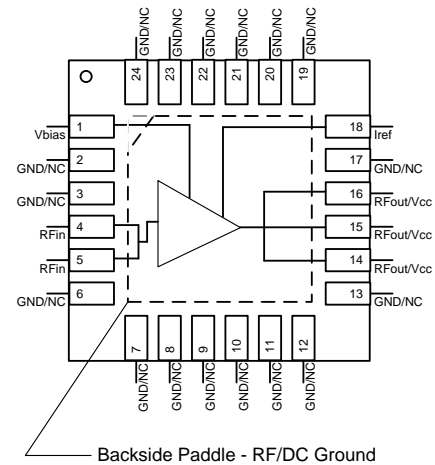 GND/NC GND/NC GND/NC GND/NC GND/NC GND/NC
24 23 22 21 20 19
Vbias 1
18 Iref
GND/NC 2
17 GND/NC
GND/NC 3
16 RFout/Vcc
RFin 4
15 RFout/Vcc
RFin 5
14 RFout/Vcc
GND/NC 6
13 GND/NC
7 8 9 10 11 12
GND/NC GND/NC GND/NC GND/NC GND/NC GND/NC
Backside Paddle - RF/DC Ground